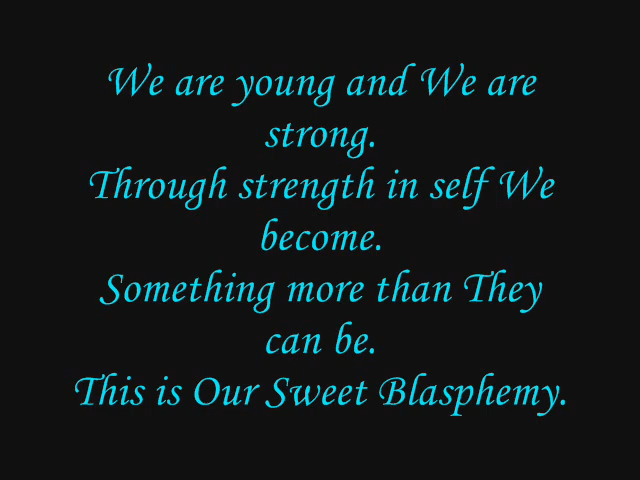 We are young and We are
strong.
Through strength in self We
become.
Something more than They
can be.
This is Our Sweet Blasphemy.